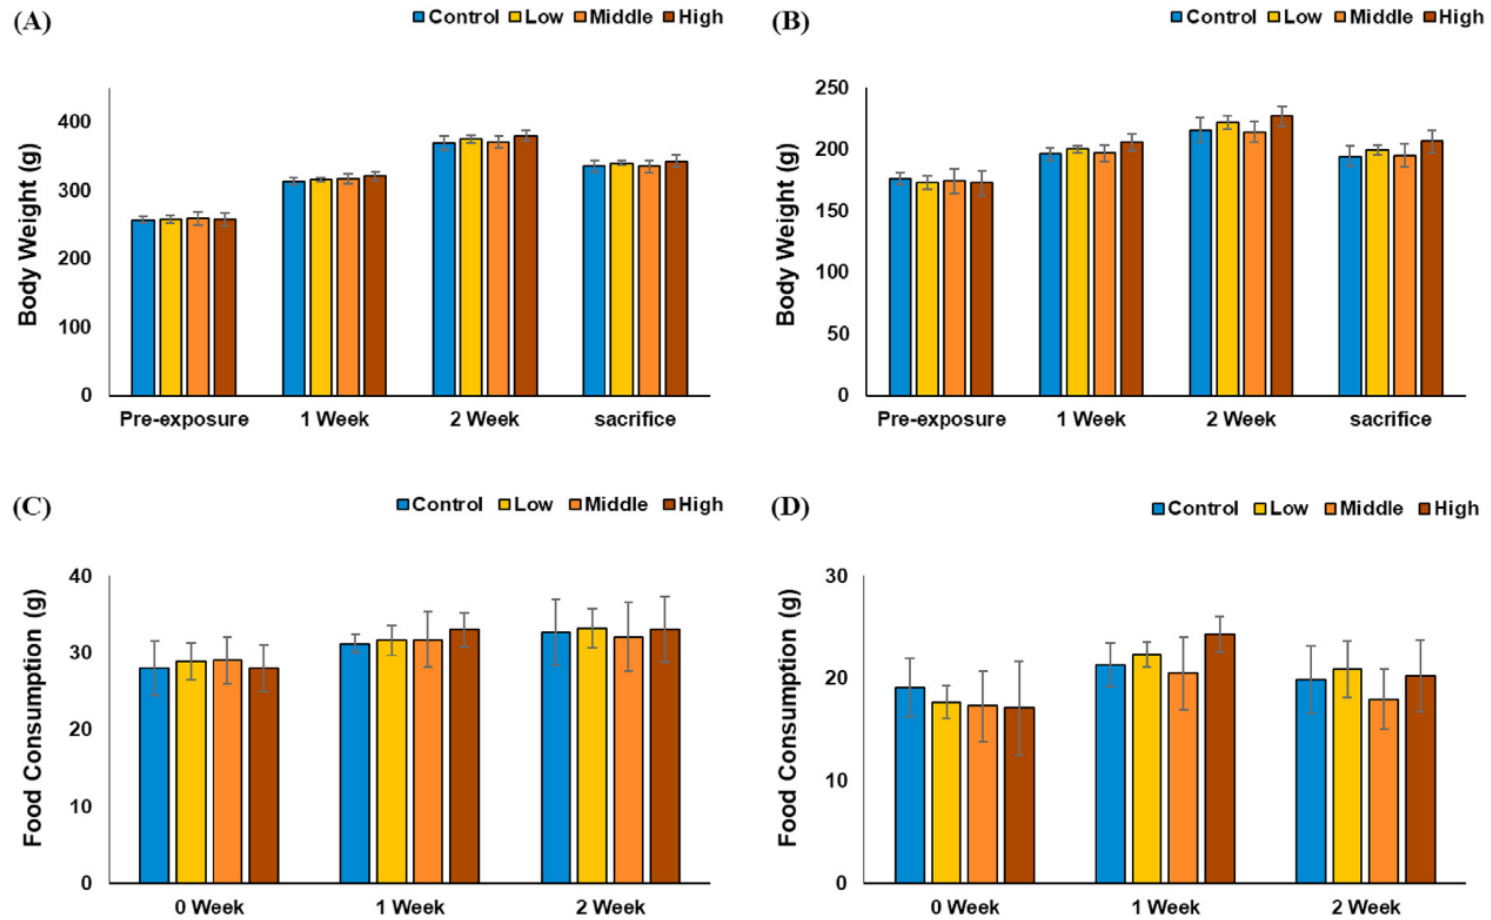 (A)
Control Low Middle High
Body Weight (g)
400
300
200
100
0
Pre-exposure 1 Week 2 Week sacrifice
(B)
Control Low Middle High
Body Weight (g)
250
200
150
100
50
0
Pre-exposure 1 Week 2 Week sacrifice
(C)
Control Low Middle High
Food Consumption (g)
40
30
20
10
0
0 Week 1 Week 2 Week
(D)
Control Low Middle High
Food Consumption (g)
30
20
10
0
0 Week 1 Week 2 Week